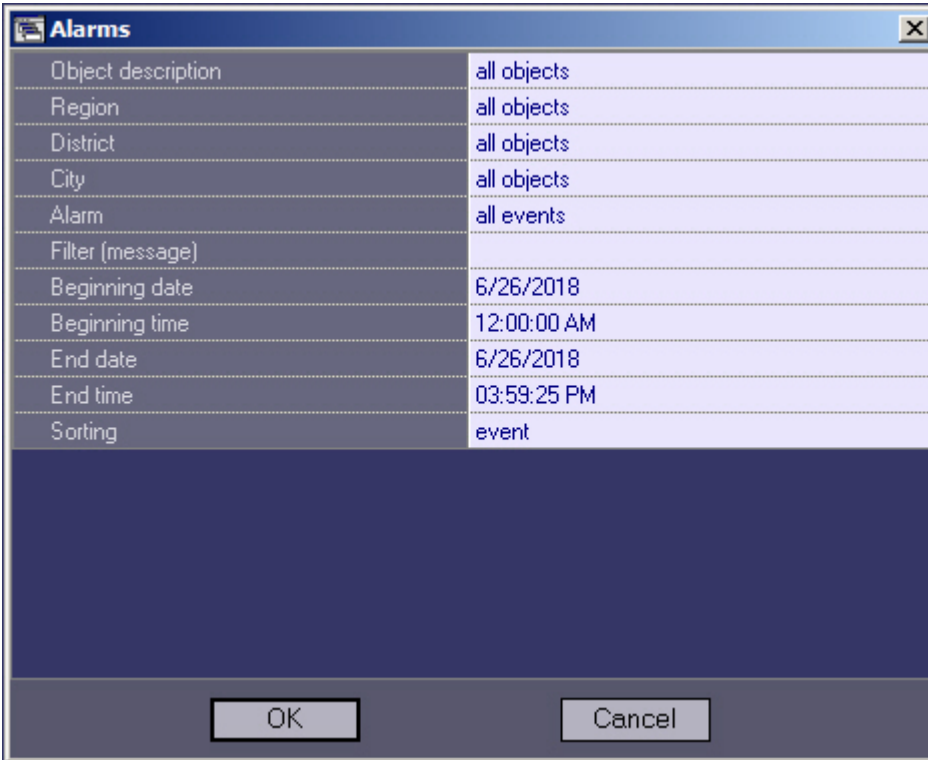 Alarms
Object description all objects
Region all objects
District all objects
City all objects
Alarm all events
Filter (message)
Beginning date 6/26/2018
Beginning time 12:00:00 AM
End date 6/26/2018
End time 03:59:25 PM
Sorting event
OK Cancel